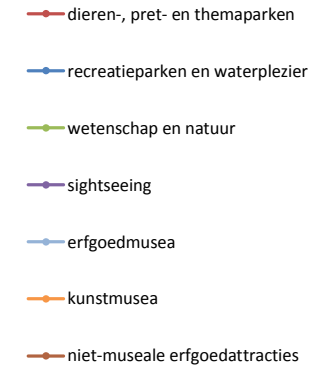 dieren-, pret- en themaparken
recreatieparken en waterplezier
wetenschap en natuur
sightseeing
erfgoedmusea
kunstmusea
niet-museale erfgoedattracties